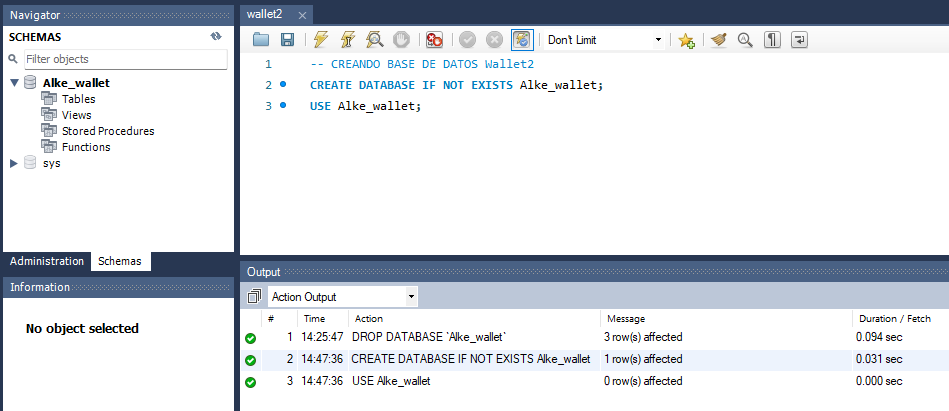 Navigator
SCHEMAS
Filter objects
Alke_wallet
Tables
Views
Stored Procedures
Functions
sys
Administration Schemas
Information
No object selected
wallet2
Don't Limit
1 -- CREANDO BASE DE DATOS Wallet2
2 CREATE DATABASE IF NOT EXISTS Alke_wallet;
3 USE Alke_wallet;
Output
Action Output
# Time Action Message Duration / Fetch
1 14:25:47 DROP DATABASE `Alke_wallet` 3 row(s) affected 0.094 sec
2 14:47:36 CREATE DATABASE IF NOT EXISTS Alke_wallet 1 row(s) affected 0.031 sec
3 14:47:36 USE Alke_wallet 0 row(s) affected 0.000 sec